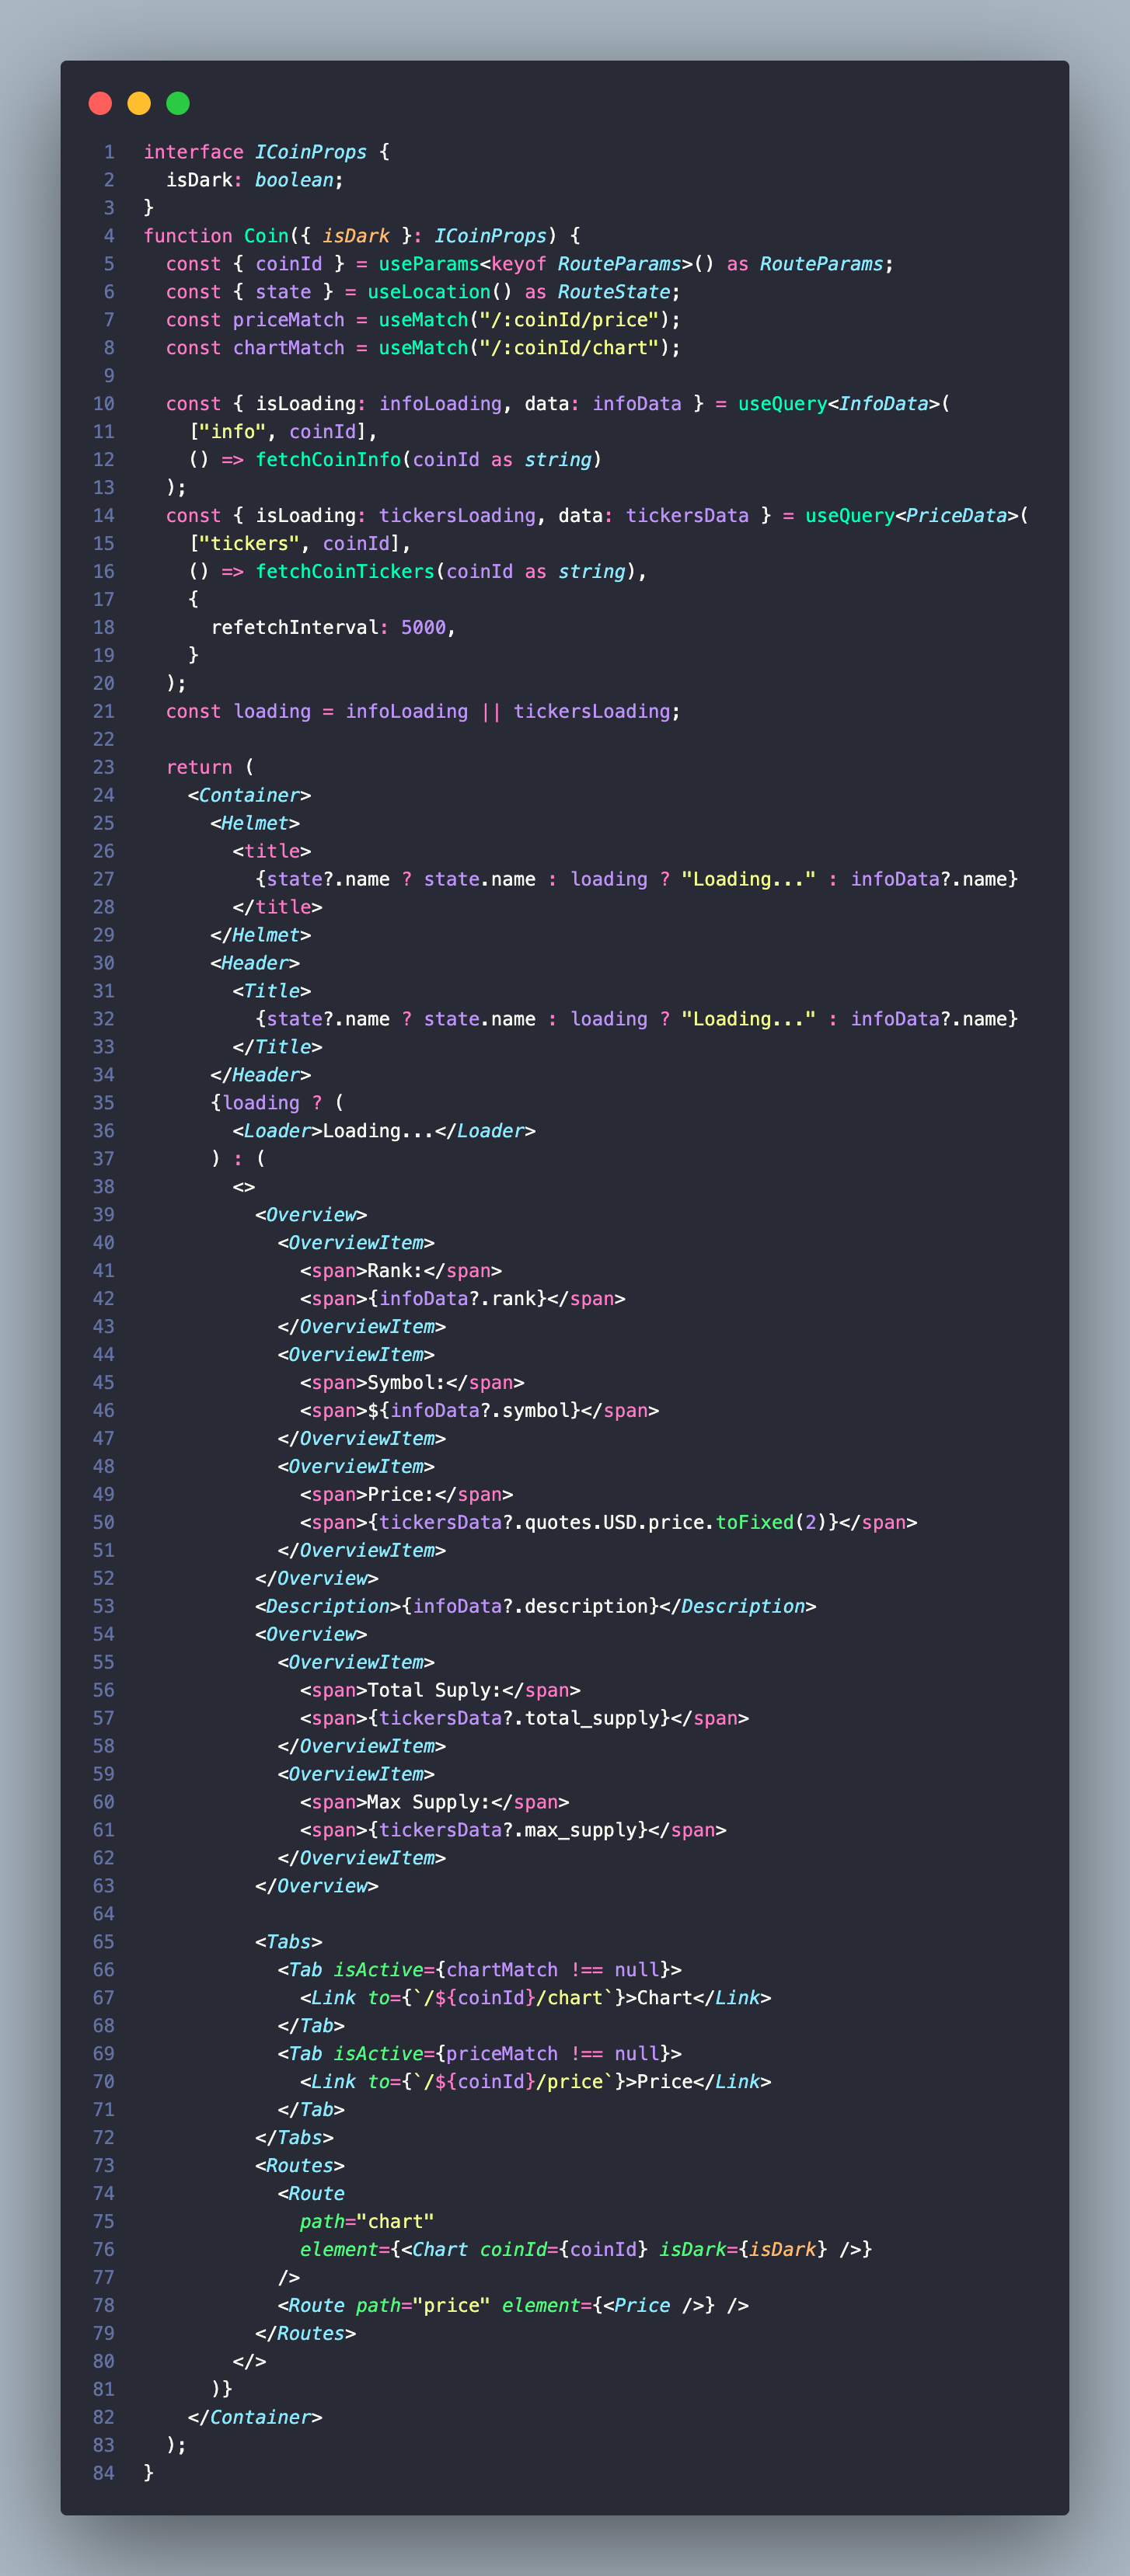 1 interface ICoinProps {
2 isDark: boolean;
3 }
4 function Coin({ isDark }: ICoinProps) {
5 const { coinId } = useParams<keyof RouteParams>() as RouteParams;
6 const { state } = useLocation() as RouteState;
7 const priceMatch = useMatch("/:coinId/price");
8 const chartMatch = useMatch("/:coinId/chart");
9
10 const { isLoading: infoLoading, data: infoData } = useQuery<InfoData>(
11 ["info", coinId],
12 () => fetchCoinInfo(coinId as string)
13 );
14 const { isLoading: tickersLoading, data: tickersData } = useQuery<PriceData>(
15 ["tickers", coinId],
16 () => fetchCoinTickers(coinId as string),
17 {
18 refetchInterval: 5000,
19 }
20 );
21 const loading = infoLoading || tickersLoading;
22
23 return (
24 <Container>
25 <Helmet>
26 <title>
27 {state?.name ? state.name : loading ? "Loading..." : infoData?.name}
28 </title>
29 </Helmet>
30 <Header>
31 <Title>
32 {state?.name ? state.name : loading ? "Loading..." : infoData?.name}
33 </Title>
34 </Header>
35 {loading ? (
36 <Loader>Loading...</Loader>
37 ) : (
38 <>
39 <Overview>
40 <OverviewItem>
41 <span>Rank:</span>
42 <span>{infoData?.rank}</span>
43 </OverviewItem>
44 <OverviewItem>
45 <span>Symbol:</span>
46 <span>${infoData?.symbol}</span>
47 </OverviewItem>
48 <OverviewItem>
49 <span>Price:</span>
50 <span>{tickersData?.quotes.USD.price.toFixed(2)}</span>
51 </OverviewItem>
52 </Overview>
53 <Description>{infoData?.description}</Description>
54 <Overview>
55 <OverviewItem>
56 <span>Total Suply:</span>
57 <span>{tickersData?.total_supply}</span>
58 </OverviewItem>
59 <OverviewItem>
60 <span>Max Supply:</span>
61 <span>{tickersData?.max_supply}</span>
62 </OverviewItem>
63 </Overview>
64
65 <Tabs>
66 <Tab isActive={chartMatch !== null}>
67 <Link to={`/${coinId}/chart`}>Chart</Link>
68 </Tab>
69 <Tab isActive={priceMatch !== null}>
70 <Link to={`/${coinId}/price`}>Price</Link>
71 </Tab>
72 </Tabs>
73 <Routes>
74 <Route
75 path="chart"
76 element={<Chart coinId={coinId} isDark={isDark} />}
77 />
78 <Route path="price" element={<Price />} />
79 </Routes>
80 </>
81 )}
82 </Container>
83 );
84 }